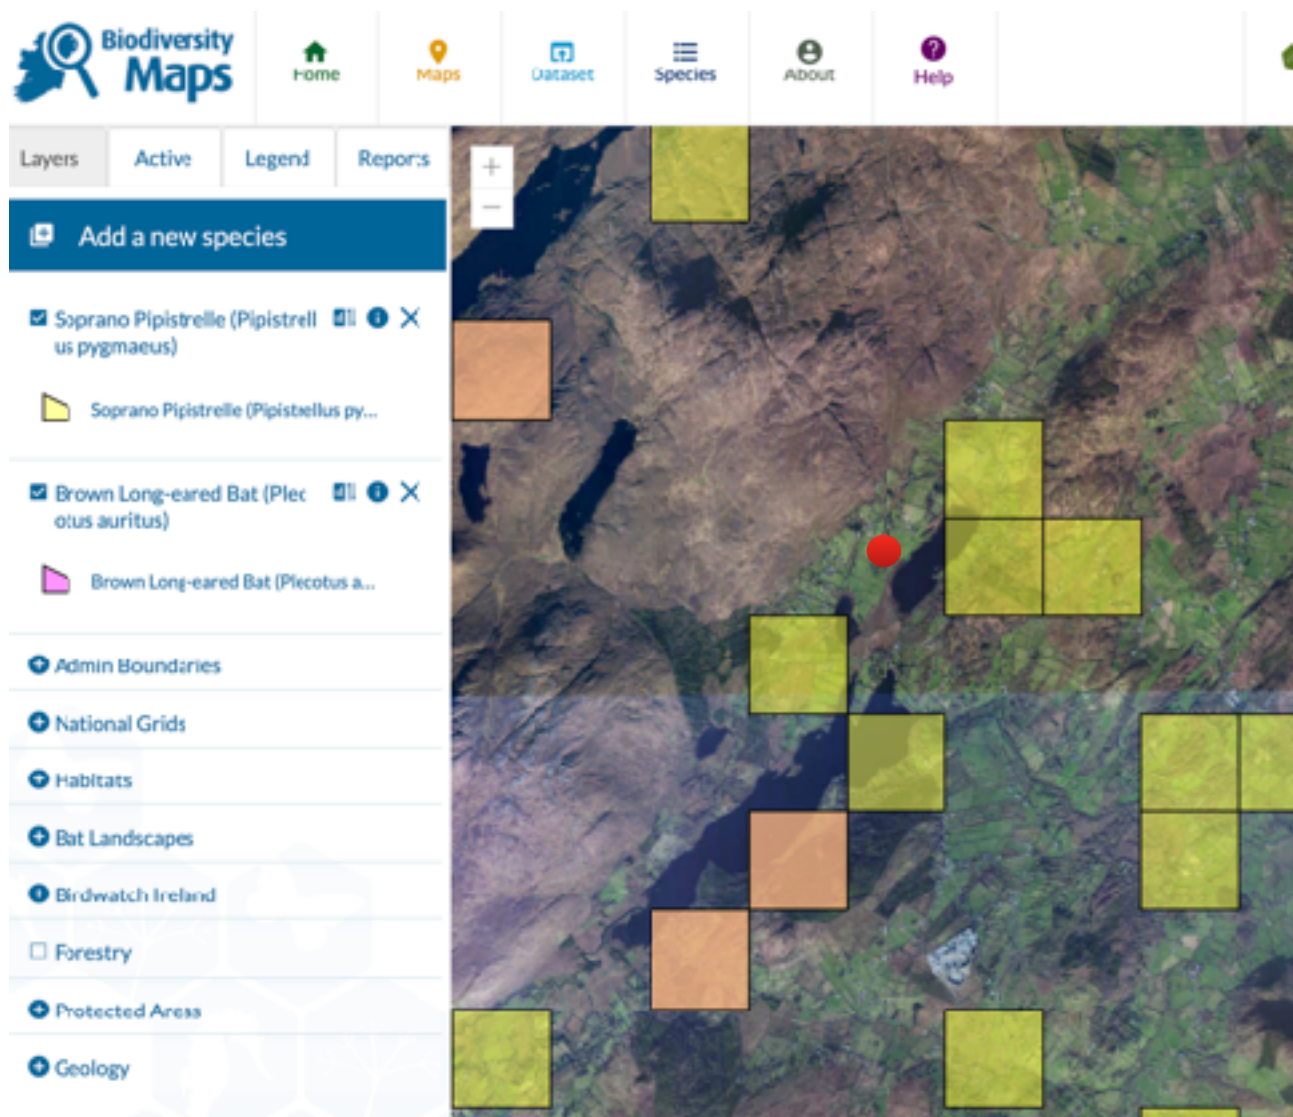 Biodiversity
Maps
Home
Maps
Dataset
Species
About
Help
Layers
Active
Legend
Reports
+
−
Add a new species
Soprano Pipistrelle (Pipistrell
us pygmaeus)
Soprano Pipistrelle (Pipistrellus py...
Brown Long-eared Bat (Plec
otus auritus)
Brown Long-eared Bat (Plecotus a...
Admin Boundaries
National Grids
Habitats
Bat Landscapes
Birdwatch Ireland
Forestry
Protected Areas
Geology